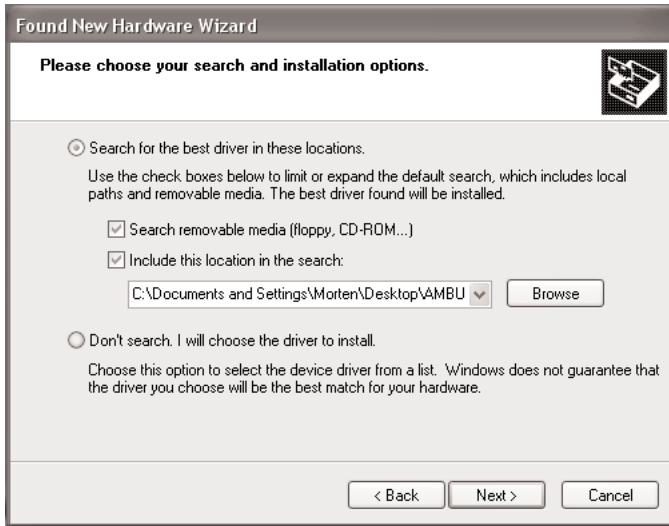 Found New Hardware Wizard
Please choose your search and installation options.
Search for the best driver in these locations.
Use the check boxes below to limit or expand the default search, which includes local
paths and removable media. The best driver found will be installed.
Search removable media (floppy, CD-ROM...)
Include this location in the search:
C:\Documents and Settings\Morten\Desktop\AMBU
Browse
Don't search. I will choose the driver to install.
Choose this option to select the device driver from a list. Windows does not guarantee that
the driver you choose will be the best match for your hardware.
< Back
Next >
Cancel